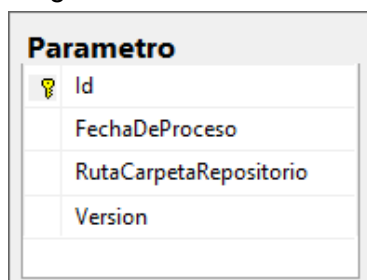 Parametro
Id
FechaDeProceso
RutaCarpetaRepositorio
Version